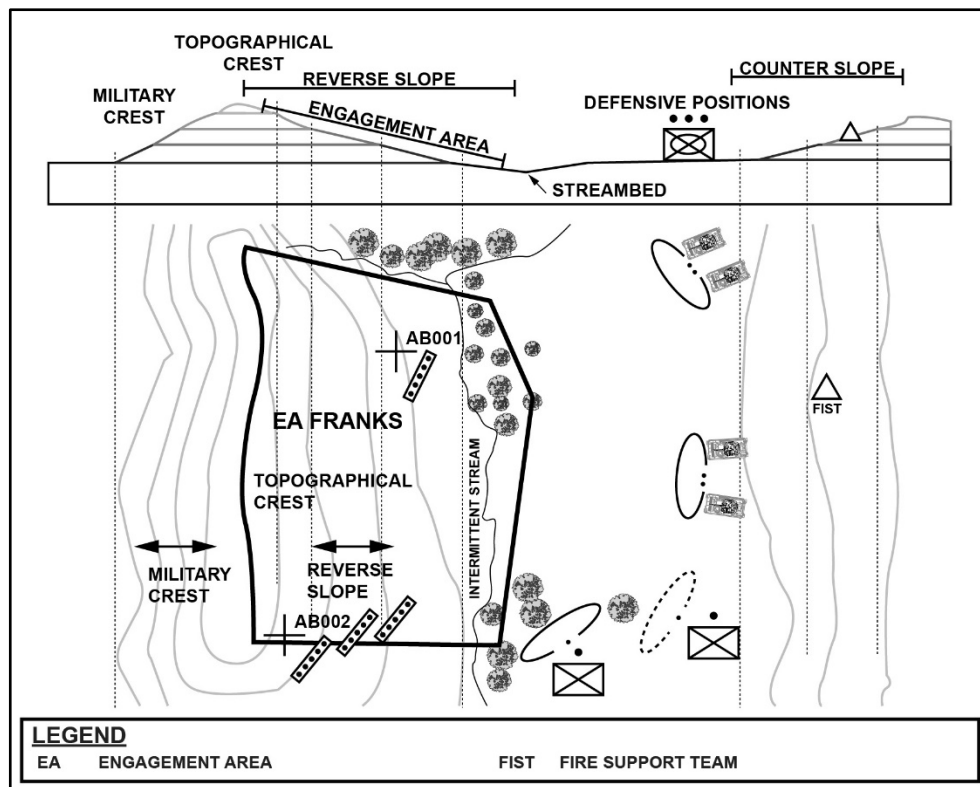 TOPOGRAPHICAL
CREST
REVERSE SLOPE
COUNTER SLOPE
MILITARY
CREST
ENGAGEMENT AREA
DEFENSIVE POSITIONS
STREAMBED
AB001
EA FRANKS
FIST
TOPOGRAPHICAL
CREST
INTERMITTENT STREAM
MILITARY
CREST
REVERSE
SLOPE
AB002
LEGEND
EA ENGAGEMENT AREA FIST FIRE SUPPORT TEAM